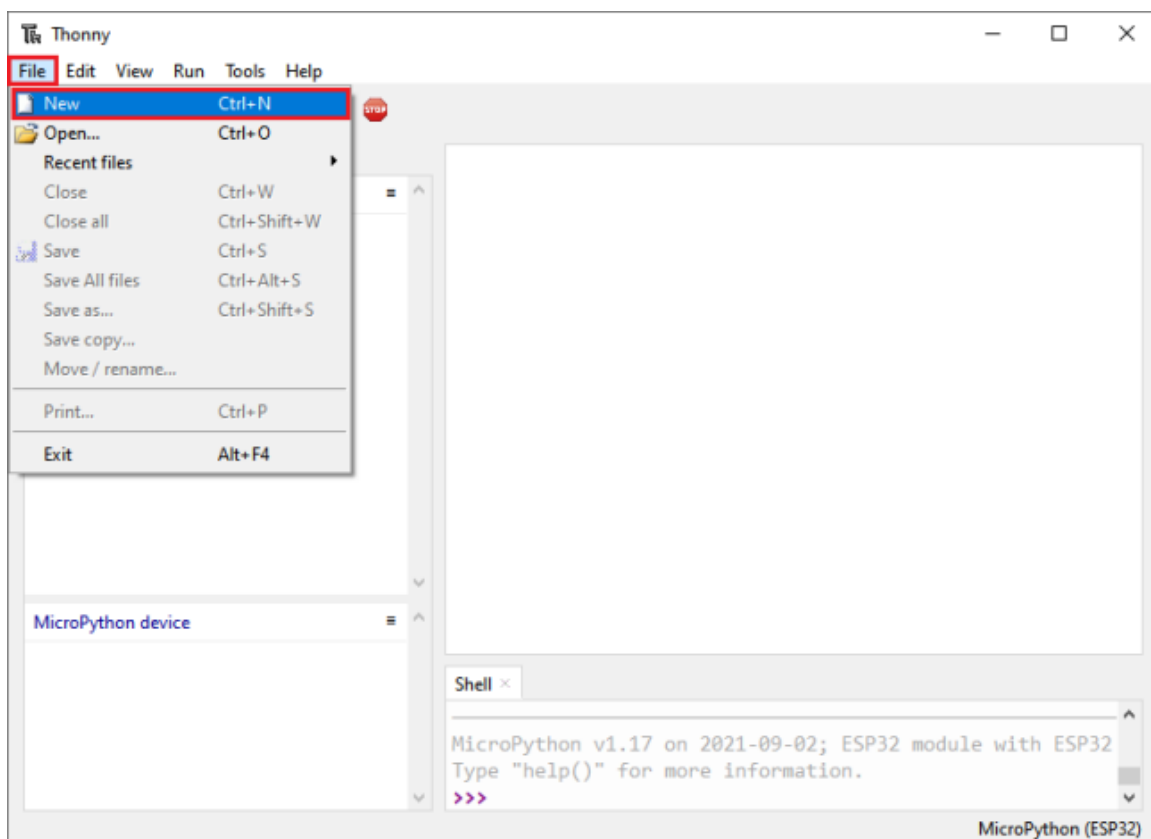 Thonny
File Edit View Run Tools Help
New Ctrl+N
STOP
Open... Ctrl+O
Recent files
Close Ctrl+W
Close all Ctrl+Shift+W
Save Ctrl+S
Save All files Ctrl+Alt+S
Save as... Ctrl+Shift+S
Save copy...
Move / rename...
Print... Ctrl+P
Exit Alt+F4
MicroPython device
Shell
MicroPython v1.17 on 2021-09-02; ESP32 module with ESP32
Type "help()" for more information.
>>>
MicroPython (ESP32)